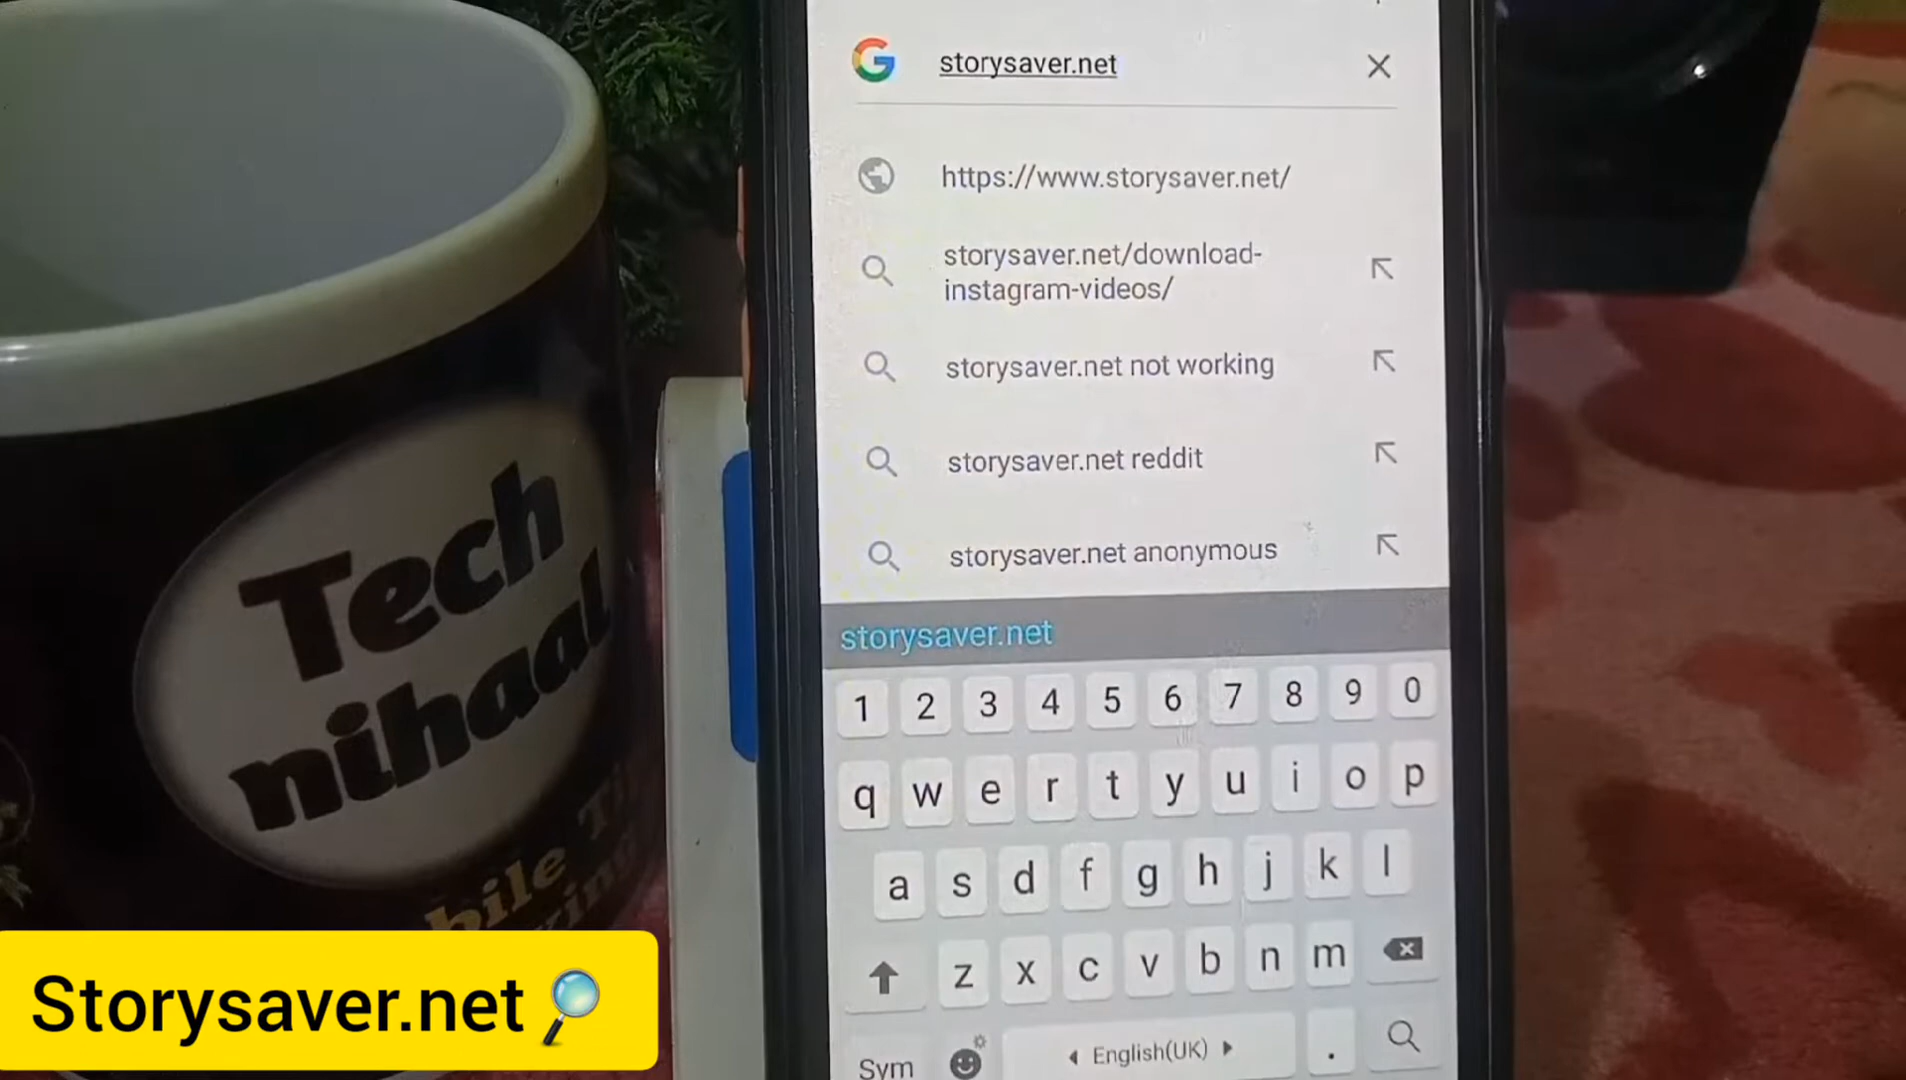 storysaver.net
https://www.storysaver.net/
storysaver.net/download-
instagram-videos/
storysaver.net not working
storysaver.net reddit
storysaver.net anonymous
storysaver.net
1 2 3 4 5 6 7 8 9 0
q w e r t y u i o p
a s d f g h j k l
z x c v b n m
Sym English(UK) .
Tech
nihaal
bile
Storysaver.net